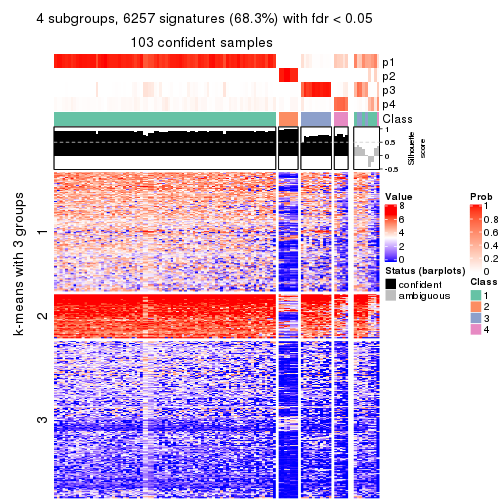 4 subgroups, 6257 signatures (68.3%) with fdr < 0.05
103 confident samples
p1
p2
p3
p4
Class
1
0.5
0
-0.5
Silhouette
score
k-means with 3 groups
1
2
3
Value
8
6
4
2
0
Status (barplots)
confident
ambiguous
Prob
1
0.8
0.6
0.4
0.2
0
Class
1
2
3
4